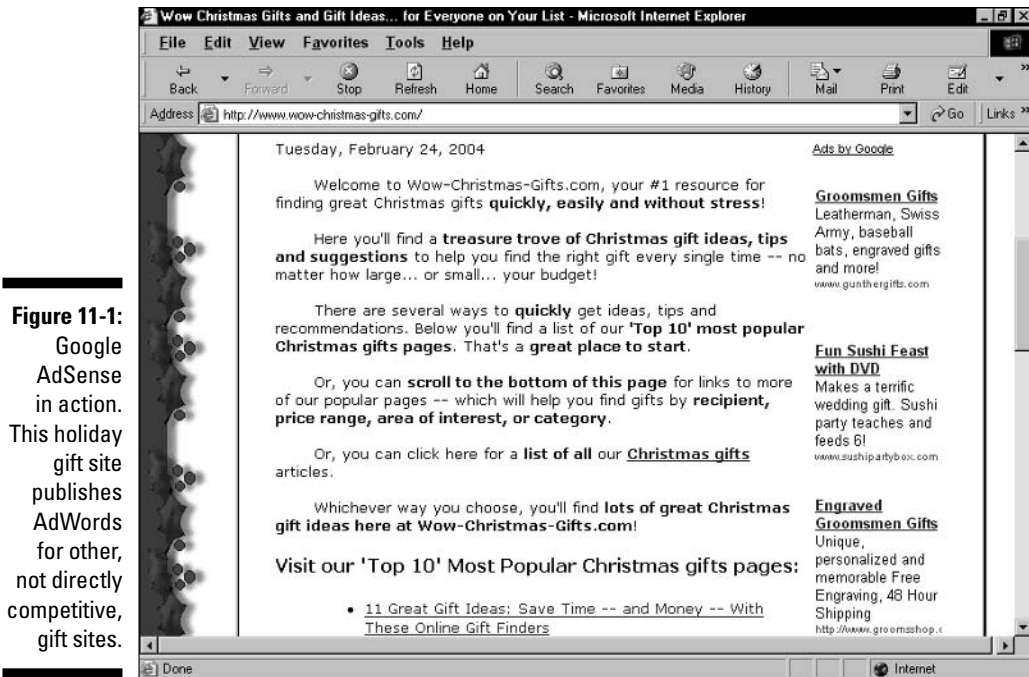 Wow Christmas Gifts and Gift Ideas... for Everyone on Your List - Microsoft Internet Explorer
File Edit View Favorites Tools Help
Back Forward Stop Refresh Home Search Favorites Media History Mail Print Edit
Address http://www.wow-christmas-gifts.com/ Go Links
Tuesday, February 24, 2004
Welcome to Wow-Christmas-Gifts.com, your #1 resource for
finding great Christmas gifts quickly, easily and without stress!
Here you'll find a treasure trove of Christmas gift ideas, tips
and suggestions to help you find the right gift every single time -- no
matter how large... or small... your budget!
There are several ways to quickly get ideas, tips and
recommendations. Below you'll find a list of our 'Top 10' most popular
Christmas gifts pages. That's a great place to start.
Or, you can scroll to the bottom of this page for links to more
of our popular pages -- which will help you find gifts by recipient,
price range, area of interest, or category.
Or, you can click here for a list of all our Christmas gifts
articles.
Whichever way you choose, you'll find lots of great Christmas
gift ideas here at Wow-Christmas-Gifts.com!
Visit our 'Top 10' Most Popular Christmas gifts pages:
• 11 Great Gift Ideas: Save Time -- and Money -- With
These Online Gift Finders
Ads by Google
Groomsmen Gifts
Leatherman, Swiss
Army, baseball
bats, engraved gifts
and more!
www.gunthergifts.com
Fun Sushi Feast
with DVD
Makes a terrific
wedding gift. Sushi
party teaches and
feeds 6!
www.sushipartybox.com
Engraved
Groomsmen Gifts
Unique,
personalized and
memorable Free
Engraving, 48 Hour
Shipping
http://www.groomsshop.c
Done Internet
Figure 11-1:
Google
AdSense
in action.
This holiday
gift site
publishes
AdWords
for other,
not directly
competitive,
gift sites.